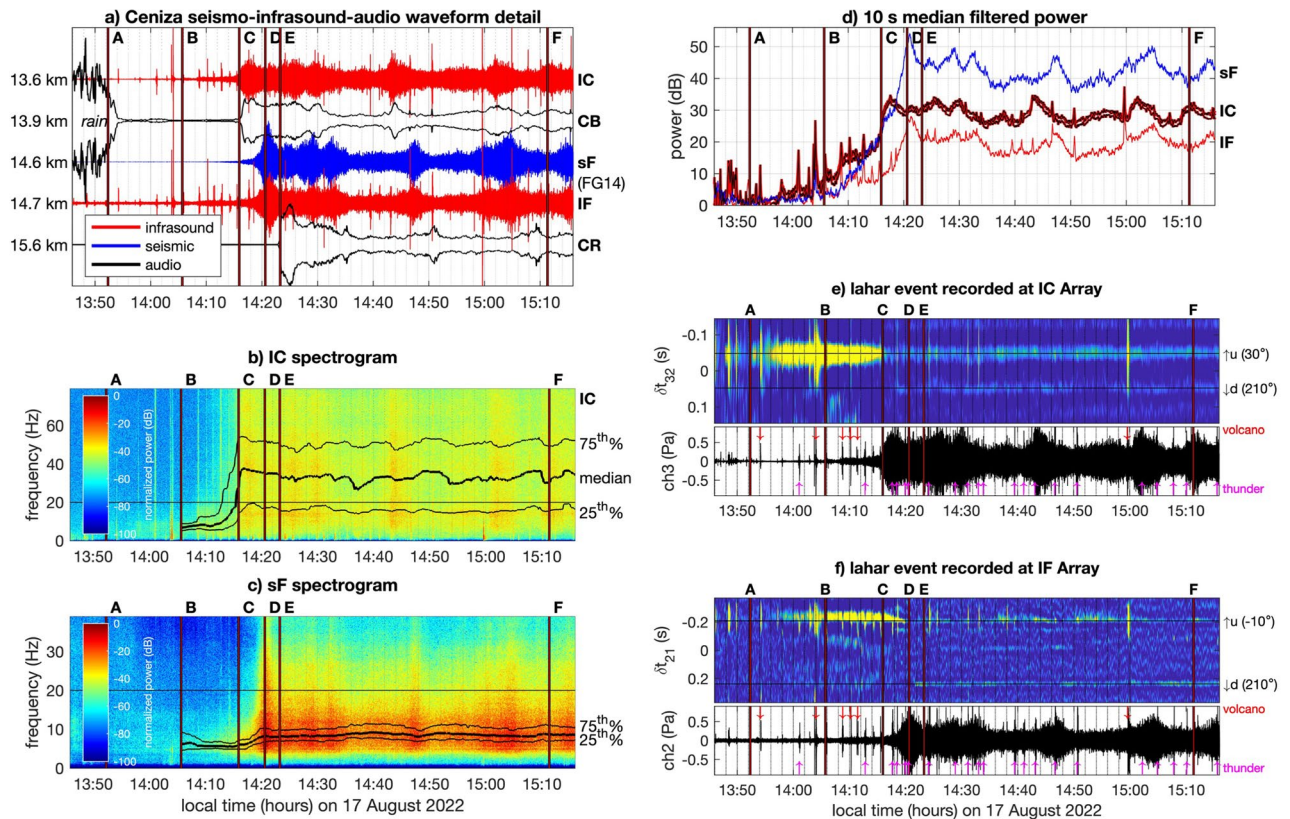 a) Ceniza seismo-infrasound-audio waveform detail
A B C D E F
13.6 km IC
13.9 km rain CB
14.6 km sF
(FG14)
14.7 km IF
15.6 km CR
infrasound
seismic
audio
13:50 14:00 14:10 14:20 14:30 14:40 14:50 15:00 15:10
b) IC spectrogram
A B C D E F
IC
frequency (Hz)
60
40
20
0
0
-20
-40
-60
-80
-100
normalized power (dB)
75th%
median
25th%
13:50 14:00 14:10 14:20 14:30 14:40 14:50 15:00 15:10
c) sF spectrogram
A B C D E F
frequency (Hz)
30
20
10
0
0
-20
-40
-60
-80
-100
normalized power (dB)
75th%
25th%
13:50 14:00 14:10 14:20 14:30 14:40 14:50 15:00 15:10
local time (hours) on 17 August 2022
d) 10 s median filtered power
A B C D E F
power (dB)
50
40
30
20
10
0
sF
IC
IF
13:50 14:00 14:10 14:20 14:30 14:40 14:50 15:00 15:10
e) lahar event recorded at IC Array
A B C D E F
δt32 (s)
-0.1
0
0.1
↑u (30°)
↓d (210°)
ch3 (Pa)
0.5
0
-0.5
volcano
thunder
13:50 14:00 14:10 14:20 14:30 14:40 14:50 15:00 15:10
f) lahar event recorded at IF Array
A B C D E F
δt21 (s)
-0.2
0
0.2
↑u (-10°)
↓d (210°)
ch2 (Pa)
0.5
0
-0.5
volcano
thunder
13:50 14:00 14:10 14:20 14:30 14:40 14:50 15:00 15:10
local time (hours) on 17 August 2022